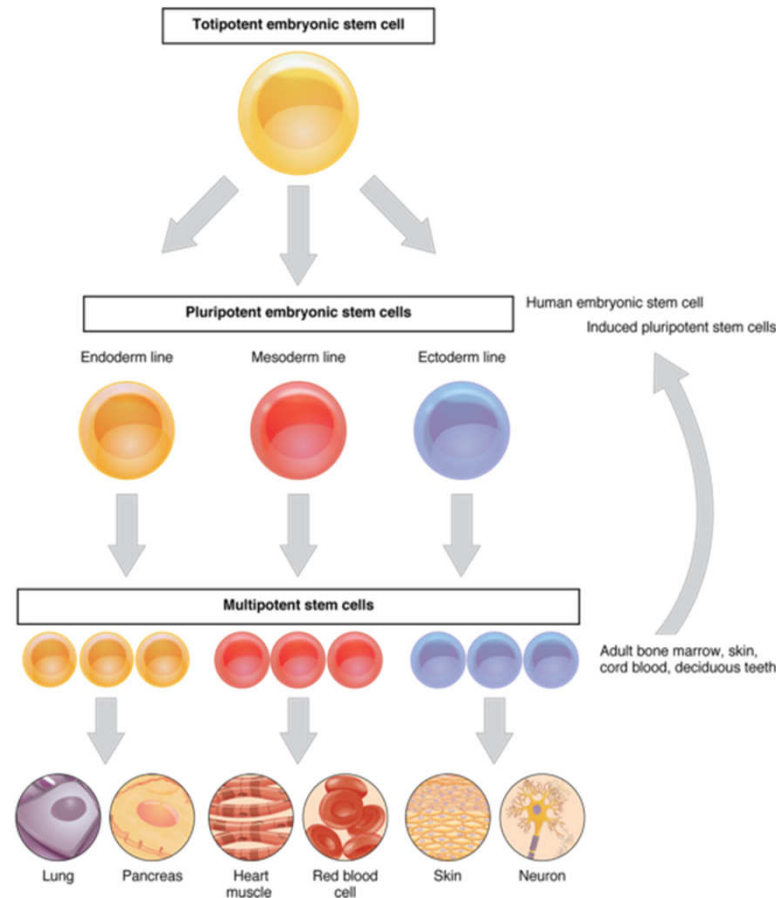 Totipotent embryonic stem cell
Pluripotent embryonic stem cells
Human embryonic stem cell
Induced pluripotent stem cells
Endoderm line
Mesoderm line
Ectoderm line
Multipotent stem cells
Adult bone marrow, skin,
cord blood, deciduous teeth
Lung
Pancreas
Heart
muscle
Red blood
cell
Skin
Neuron